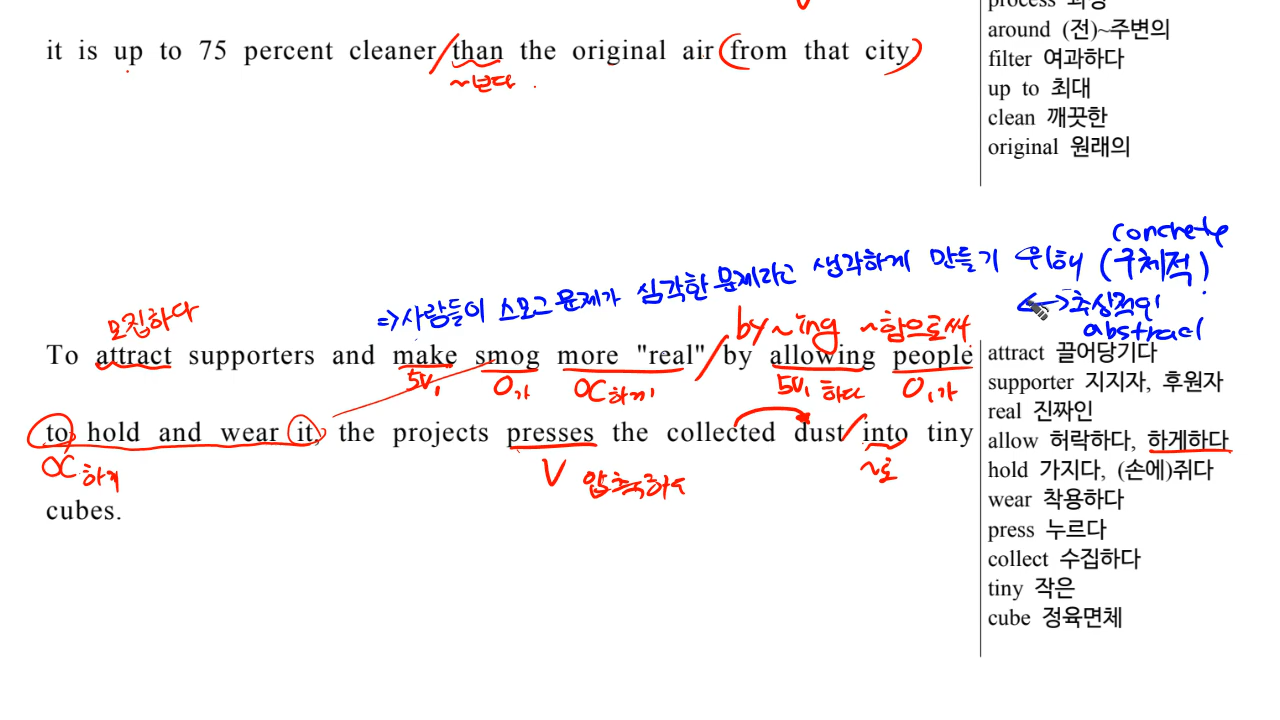 process 과정
around (전)~주변의
it is up to 75 percent cleaner than the original air (from that city)
filter 여과하다
~보다
up to 최대
clean 깨끗한
original 원래의
concrete
=> 사람들이 스모그 문제가 심각한 문제라고 생각하게 만들기 위해 (구체적)
<-> 추상적인
abstract
모집하다
by ~ing ~함으로써
To attract supporters and make smog more "real" by allowing people
attract 끌어당기다
5V, O,가 OC하게 5V, 하다 O,가
supporter 지지자, 후원자
real 진짜인
to hold and wear it, the projects presses the collected dust into tiny
allow 허락하다, 하게하다
OC 하게 V ~로
hold 가지다, (손에)쥐다
wear 착용하다
cubes.
press 누르다
collect 수집하다
tiny 작은
cube 정육면체